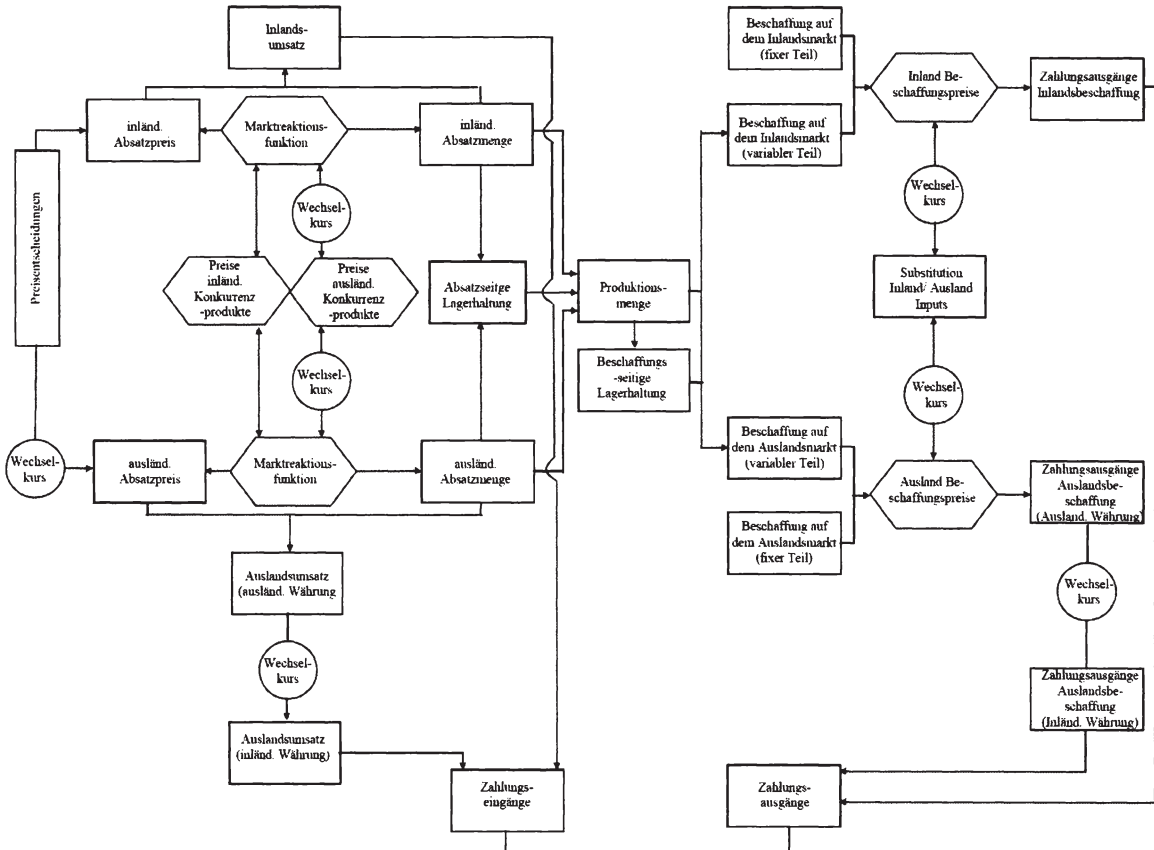 Inlands-
umsatz
inländ.
Absatzpreis
Marktreaktions-
funktion
inländ.
Absatzmenge
Preisentscheidungen
Wechsel-
kurs
Preise
inländ.
Konkurrenz
-produkte
Preise
ausländ.
Konkurrenz
-produkte
Absatzseitge
Lagerhaltung
Wechsel-
kurs
Wechsel-
kurs
ausländ.
Absatzpreis
Marktreaktions-
funktion
ausländ.
Absatzmenge
Auslandsumsatz
(ausländ. Währung
Wechsel-
kurs
Auslandsumsatz
(inländ. Währung)
Zahlungs-
eingänge
Produktions-
menge
Beschaffungs
-seitige
Lagerhaltung
Beschaffung auf
dem Inlandsmarkt
(fixer Teil)
Beschaffung auf
dem Inlandsmarkt
(variabler Teil)
Inland Be-
schaffungspreise
Zahlungsausgänge
Inlandsbeschaffung
Wechsel-
kurs
Substitution
Inland/ Ausland
Inputs
Wechsel-
kurs
Beschaffung auf
dem Auslandsmarkt
(variabler Teil)
Beschaffung auf
dem Auslandsmarkt
(fixer Teil)
Ausland Be-
schaffungspreise
Zahlungsausgänge
Auslandsbe-
schaffung
(Ausland. Währung)
Wechsel-
kurs
Zahlungsausgänge
Auslandsbe-
schaffung
(Inländ. Währung)
Zahlungs-
ausgänge